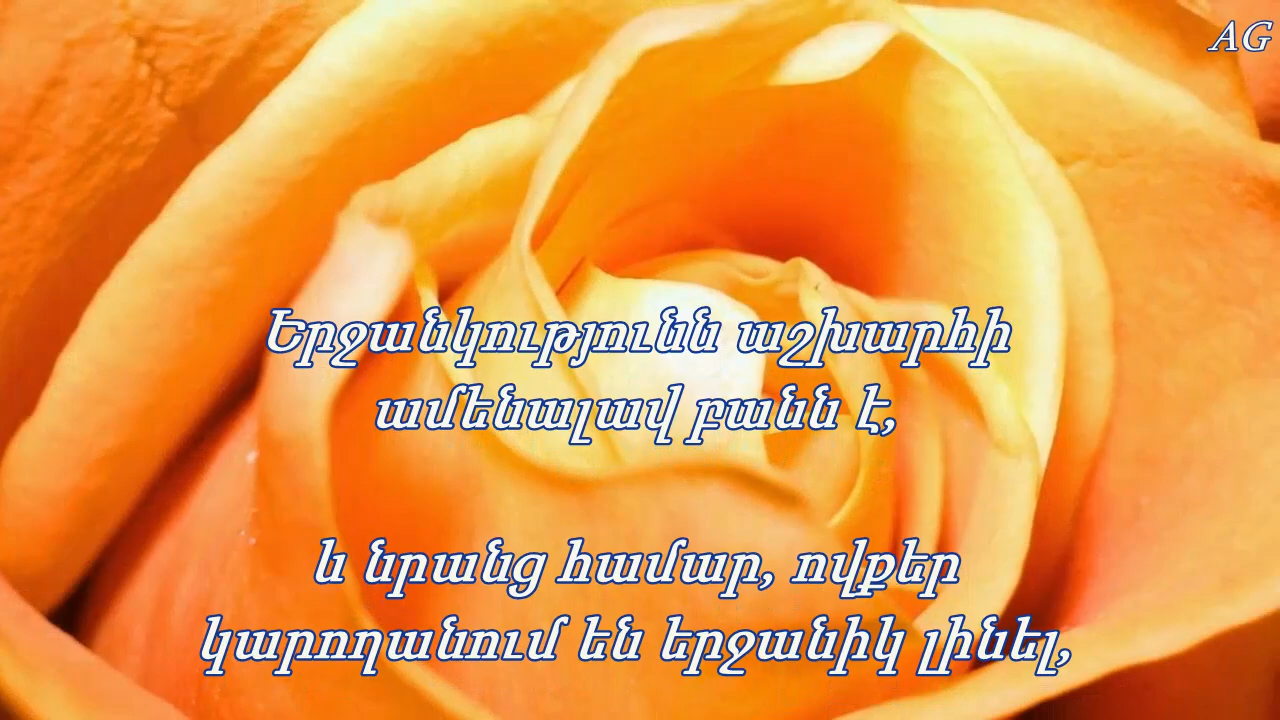 AG
Երջանկությունն աշխարհի
ամենալավ բանն է,
և նրանց համար, ովքեր
կարողանում են երջանիկ լինել,